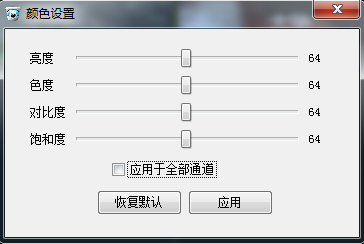 颜色设置
亮度 64
色度 64
对比度 64
饱和度 64
应用于全部通道
恢复默认 应用